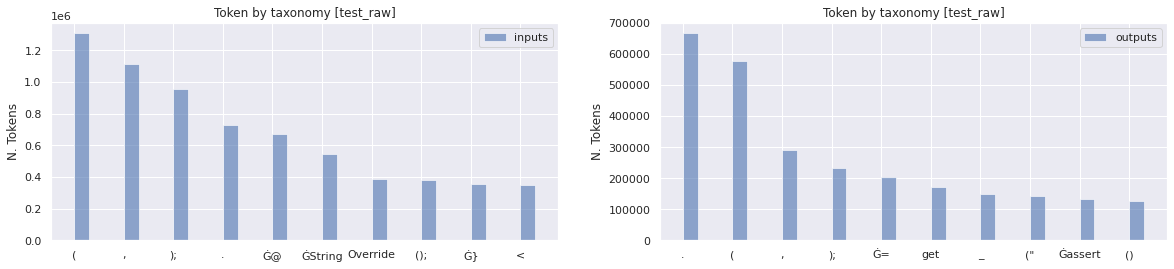 Token by taxonomy [test_raw]
1e6
inputs
N. Tokens
1.2
1.0
0.8
0.6
0.4
0.2
0.0
( , ); . Ġ@ ĠString Override (); Ġ} <
Token by taxonomy [test_raw]
outputs
N. Tokens
700000
600000
500000
400000
300000
200000
100000
0
. ( , ); Ġ= get _ (" Ġassert ()